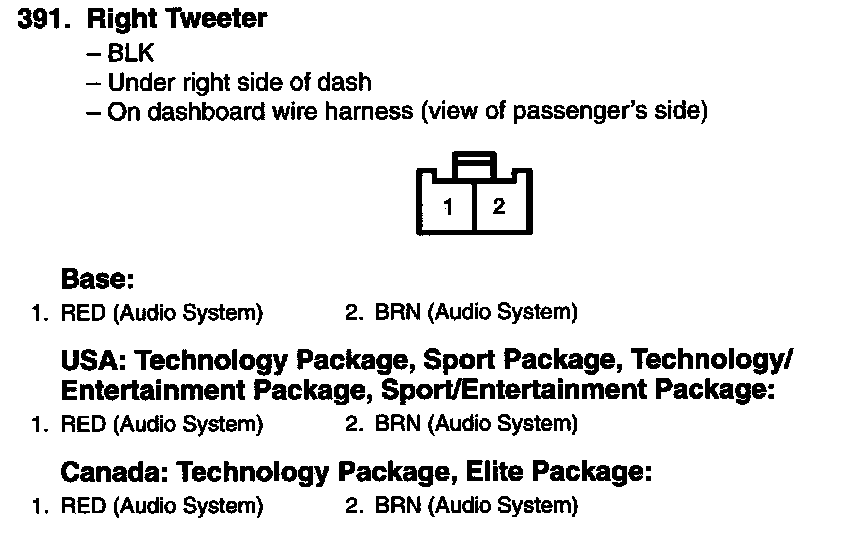 391. Right Tweeter
– BLK
– Under right side of dash
– On dashboard wire harness (view of passenger's side)
1 2
Base:
1. RED (Audio System) 2. BRN (Audio System)
USA: Technology Package, Sport Package, Technology/
Entertainment Package, Sport/Entertainment Package:
1. RED (Audio System) 2. BRN (Audio System)
Canada: Technology Package, Elite Package:
1. RED (Audio System) 2. BRN (Audio System)